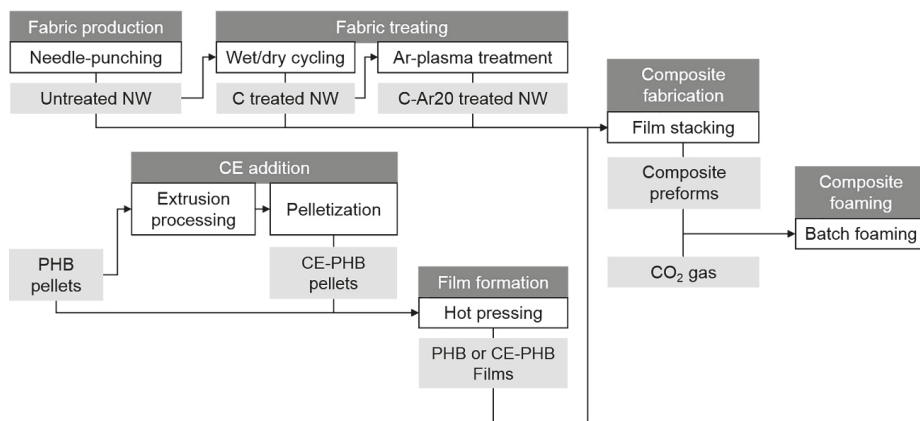 Fabric production
Needle-punching
Untreated NW
Fabric treating
Wet/dry cycling
C treated NW
Ar-plasma treatment
C-Ar20 treated NW
CE addition
Extrusion
processing
Pelletization
PHB
pellets
CE-PHB
pellets
Film formation
Hot pressing
PHB or CE-PHB
Films
Composite
fabrication
Film stacking
Composite
preforms
CO₂ gas
Composite
foaming
Batch foaming